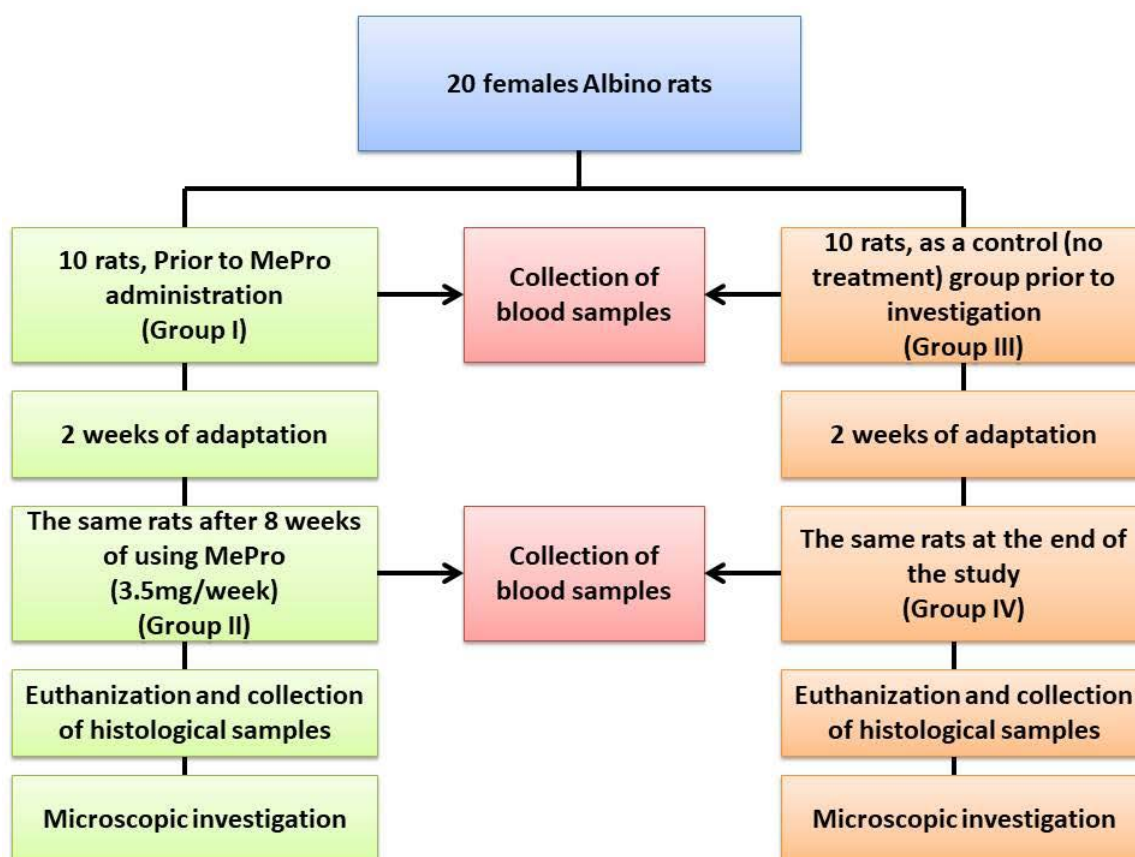 20 females Albino rats
10 rats, Prior to MePro
administration
(Group I)
Collection of
blood samples
10 rats, as a control (no
treatment) group prior to
investigation
(Group III)
2 weeks of adaptation
2 weeks of adaptation
The same rats after 8 weeks
of using MePro
(3.5mg/week)
(Group II)
Collection of
blood samples
The same rats at the end of
the study
(Group IV)
Euthanization and collection
of histological samples
Euthanization and collection
of histological samples
Microscopic investigation
Microscopic investigation